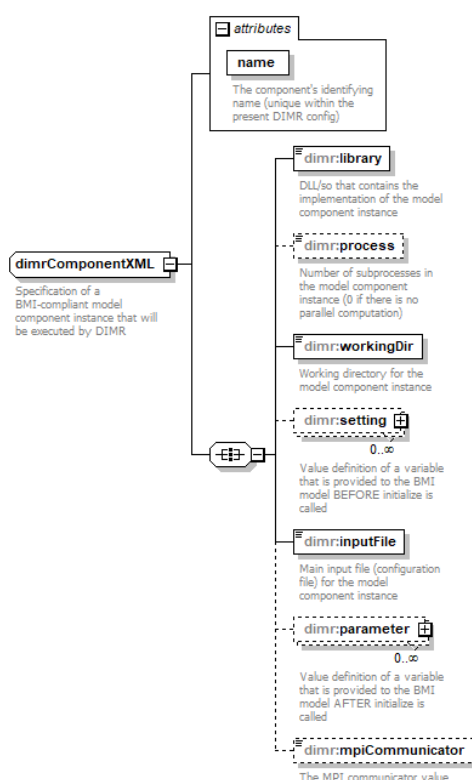 attributes
name
The component's identifying
name (unique within the
present DIMR config)
dimr:library
DLL/so that contains the
implementation of the model
component instance
dimr:process
Number of subprocesses in
the model component
instance (0 if there is no
parallel computation)
dimrComponentXML
Specification of a
BMI-compliant model
component instance that will
be executed by DIMR
dimr:workingDir
Working directory for the
model component instance
dimr:setting
0..∞
Value definition of a variable
that is provided to the BMI
model BEFORE initialize is
called
dimr:inputFile
Main input file (configuration
file) for the model
component instance
dimr:parameter
0..∞
Value definition of a variable
that is provided to the BMI
model AFTER initialize is
called
dimr:mpiCommunicator
The MPI communicator value